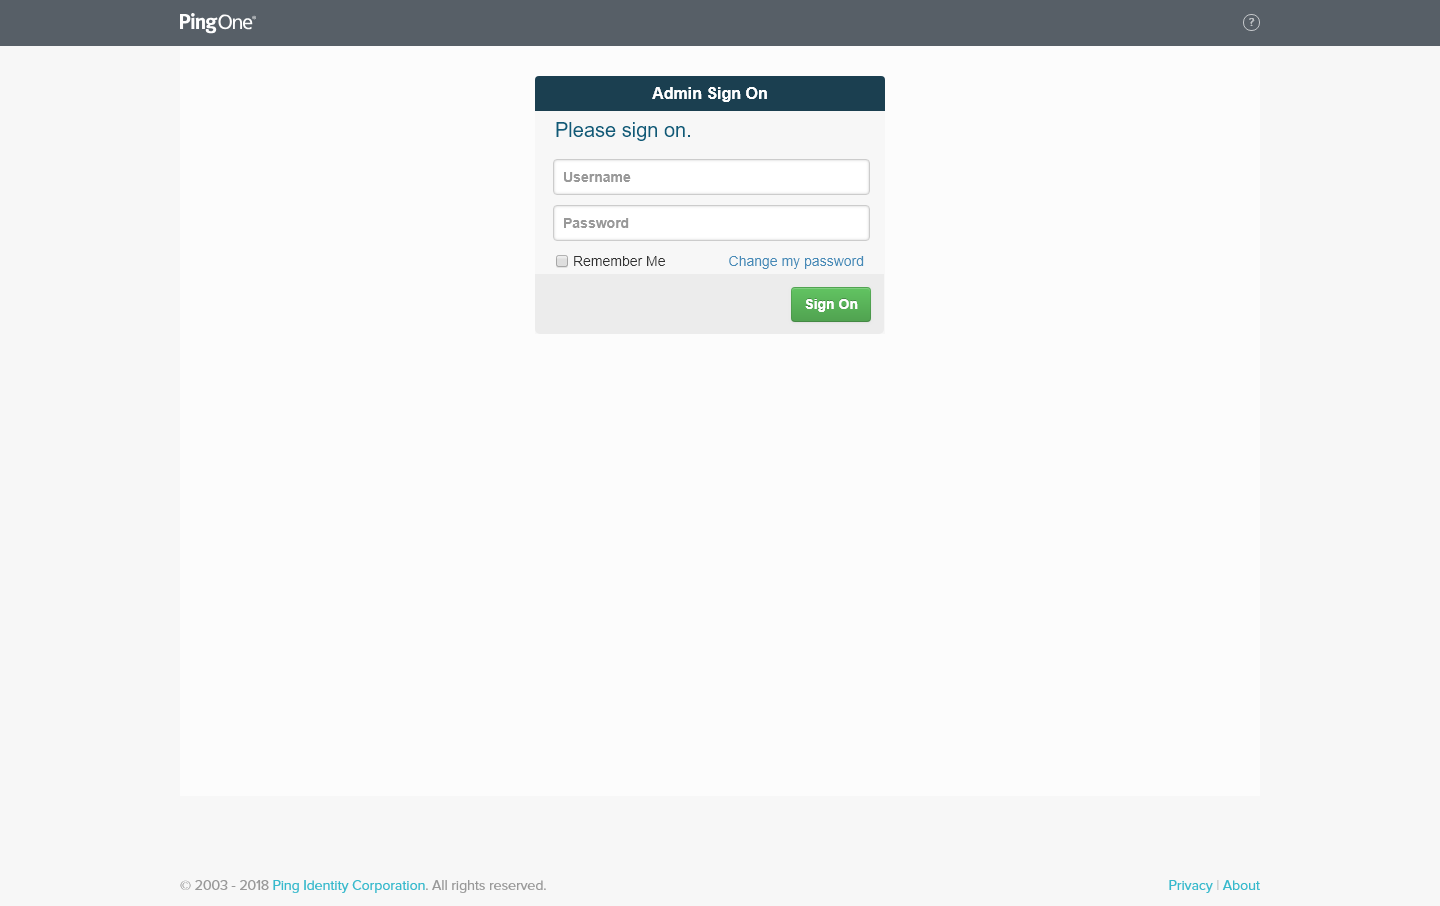 PingOne®
?
Admin Sign On
Please sign on.
Username
Password
Remember Me Change my password
Sign On
© 2003 - 2018 Ping Identity Corporation. All rights reserved. Privacy | About